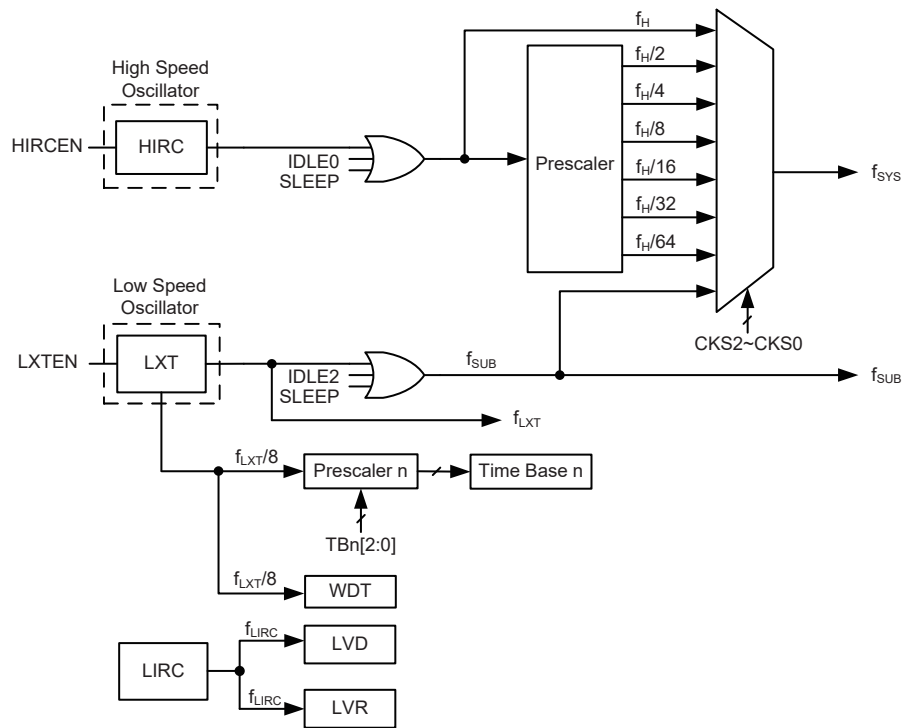 High Speed
Oscillator
HIRCEN
HIRC
IDLE0
SLEEP
Prescaler
fH
fH/2
fH/4
fH/8
fH/16
fH/32
fH/64
fSYS
CKS2~CKS0
Low Speed
Oscillator
LXTEN
LXT
IDLE2
SLEEP
fSUB
fSUB
fLXT
fLXT/8
Prescaler n
Time Base n
TBn[2:0]
fLXT/8
WDT
LIRC
fLIRC
LVD
fLIRC
LVR